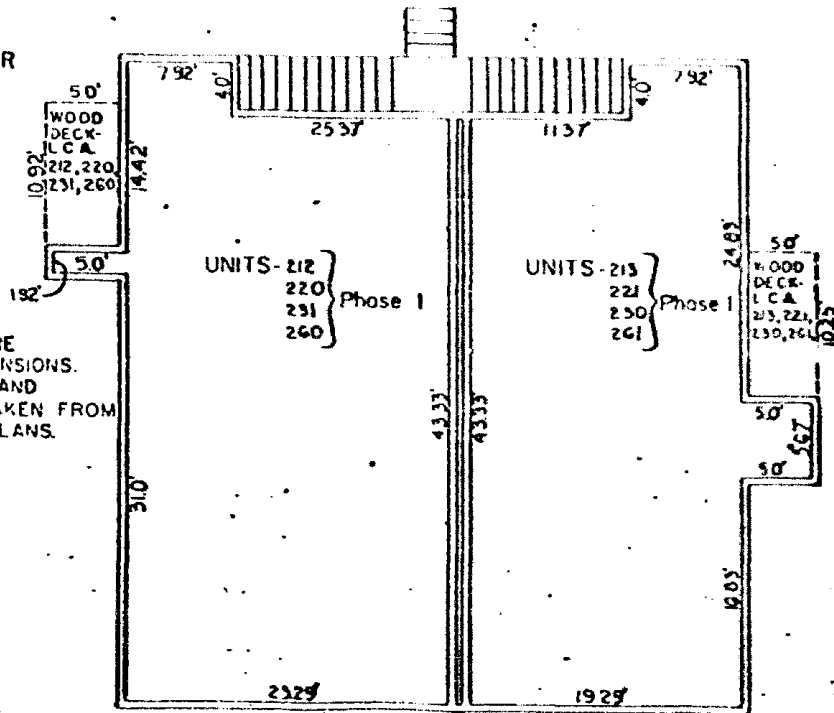 R
7.92'
4.0'
25.37'
11.37'
4.0'
7.92'
5.0'
WOOD
DECK-
L C A
212, 220,
231, 260
10.92'
14.42'
5.0'
1.92'
UNITS - 212
220
231
260
Phase 1
UNITS - 213
221
230
261
Phase 1
24.83'
5.0'
WOOD
DECK-
L C A
213, 221,
230, 261
10.25'
E
NSIONS.
AND
AKEN FROM
LANS.
43.33'
43.33'
5.0'
5.67'
5.0'
31.0'
23.29'
19.29'